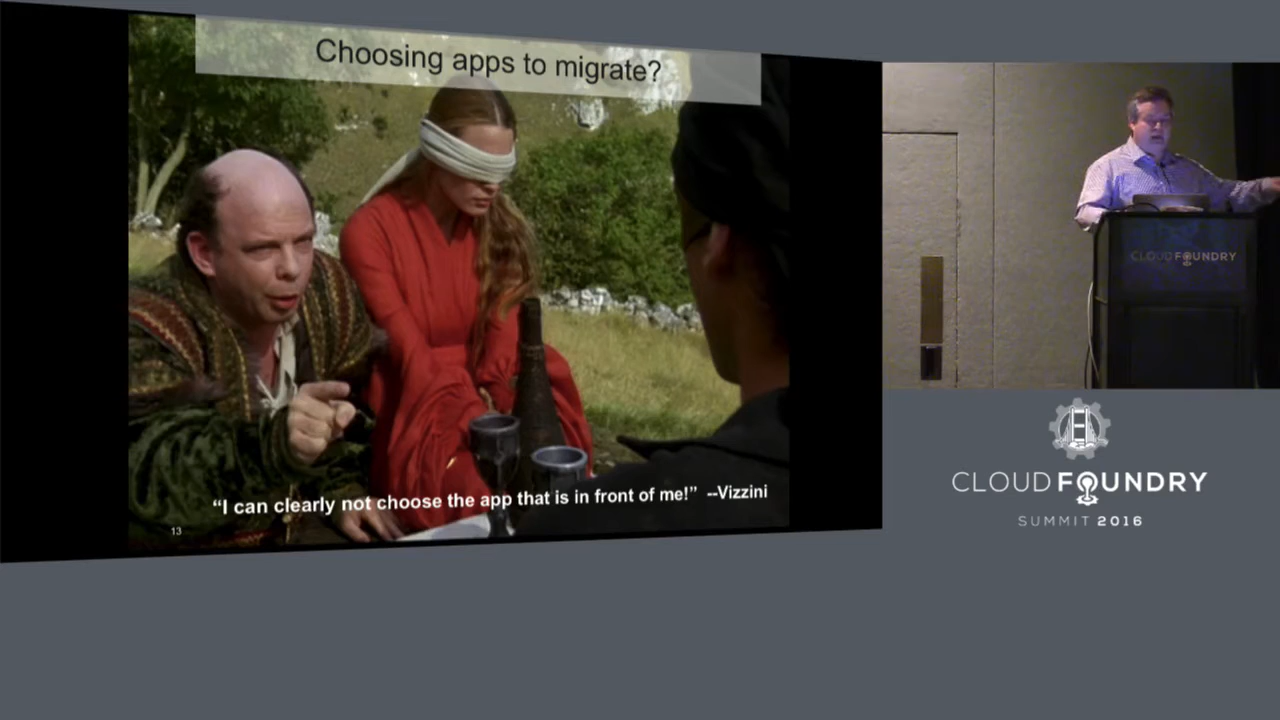 Choosing apps to migrate?
“I can clearly not choose the app that is in front of me!” --Vizzini
13
CLOUD FOUNDRY
CLOUD FOUNDRY
SUMMIT 2016